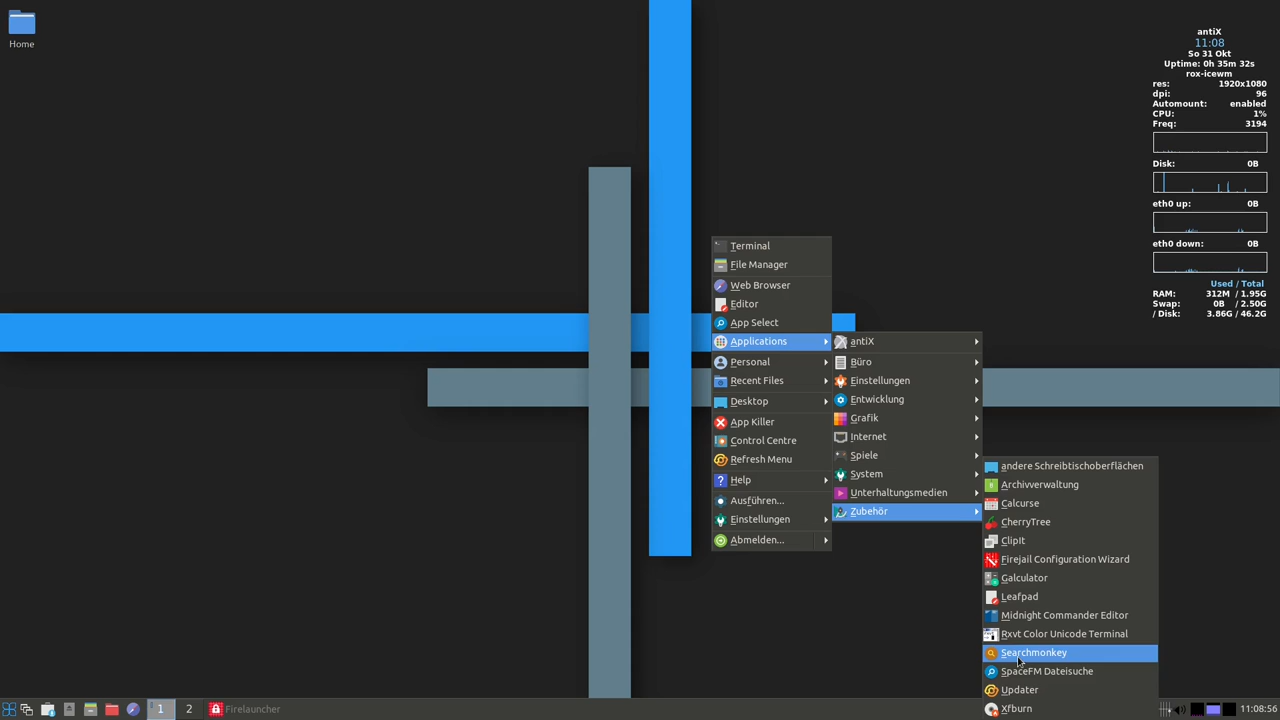 Home
antiX
11:08
So 31 Okt
Uptime: 0h 35m 32s
rox-icewm
res: 1920x1080
dpi: 96
Automount: enabled
CPU: 1%
Freq: 3194
Disk: 0B
eth0 up: 0B
eth0 down: 0B
Used / Total
RAM: 312M / 1.95G
Swap: 0B / 2.50G
/ Disk: 3.86G / 46.2G
Terminal
File Manager
Web Browser
Editor
App Select
Applications
Personal
Recent Files
Desktop
App Killer
Control Centre
Refresh Menu
Help
Ausführen...
Einstellungen
Abmelden...
antiX
Büro
Einstellungen
Entwicklung
Grafik
Internet
Spiele
System
Unterhaltungsmedien
Zubehör
andere Schreibtischoberflächen
Archivverwaltung
Calcurse
CherryTree
ClipIt
Firejail Configuration Wizard
Galculator
Leafpad
Midnight Commander Editor
Rxvt Color Unicode Terminal
Searchmonkey
SpaceFM Dateisuche
Updater
Xfburn
1 2 Firelauncher 11:08:56